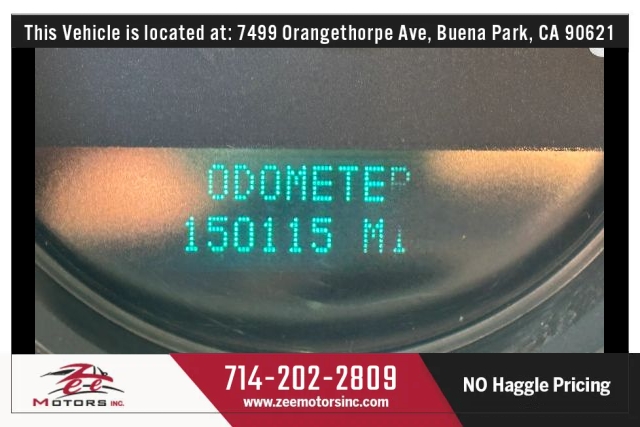 This Vehicle is located at: 7499 Orangethorpe Ave, Buena Park, CA 90621
ODOMETER
150115 Mi
Zee
MOTORS INC.
714-202-2809
www.zeemotorsinc.com
NO Haggle Pricing